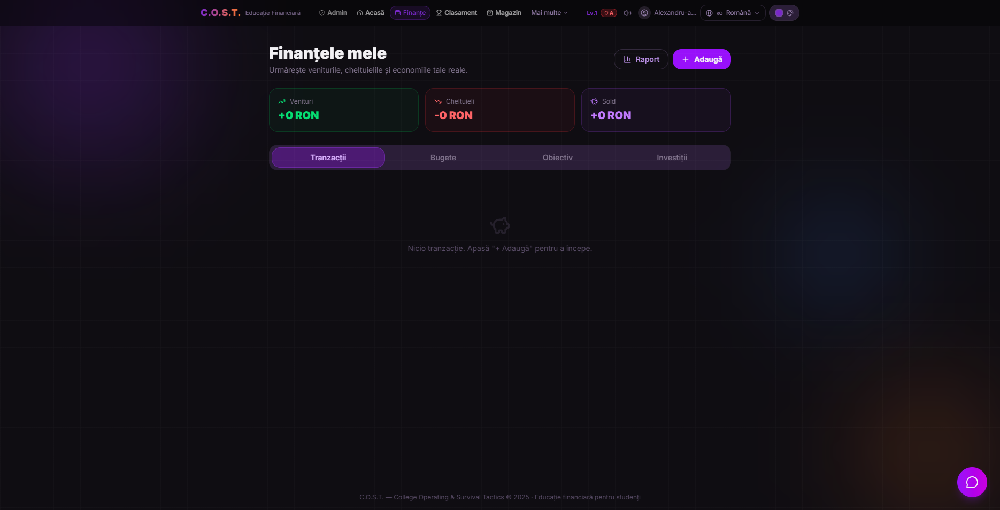 C.O.S.T. Educație Financiară Admin Acasă Finanțe Clasament Magazin Mai multe Lv.1 A Alexandru-a... RO Română
Finanțele mele
Urmărește veniturile, cheltuielile și economiile tale reale.
Raport
+ Adaugă
Venituri
+0 RON
Cheltuieli
-0 RON
Sold
+0 RON
Tranzacții Bugete Obiectiv Investiții
Nicio tranzacție. Apasă "+ Adaugă" pentru a începe.
C.O.S.T. — College Operating & Survival Tactics © 2025 · Educație financiară pentru studenți